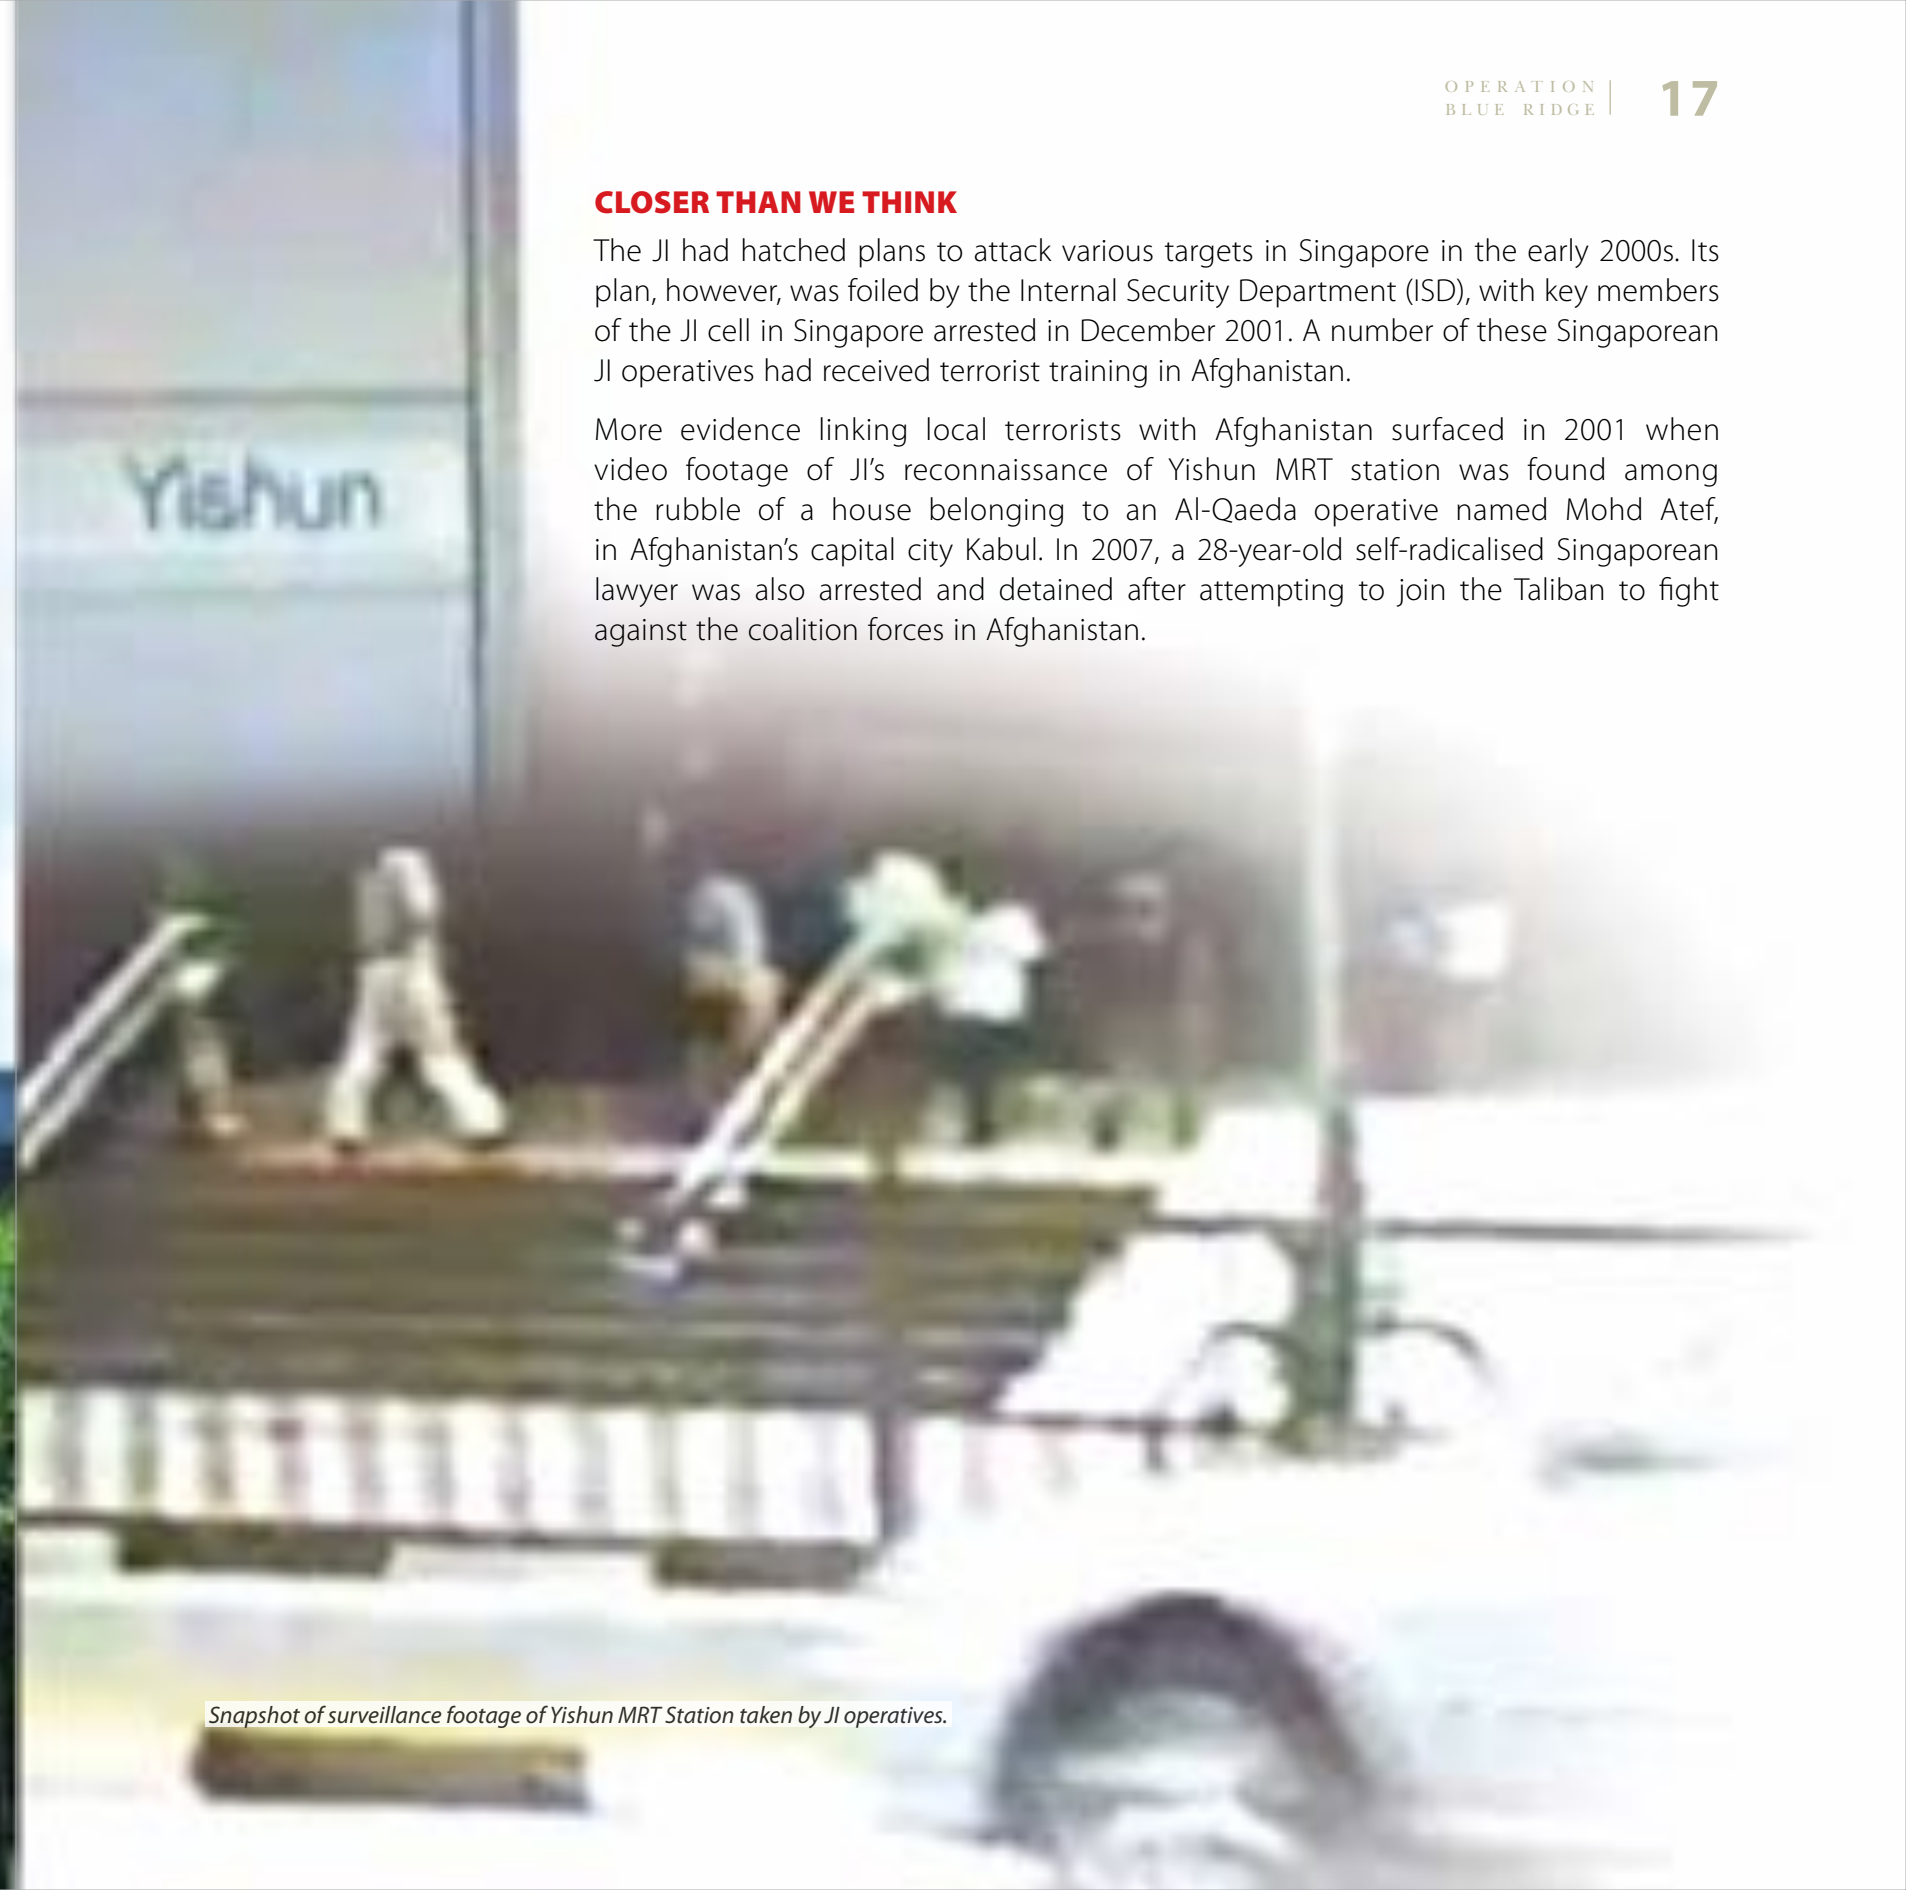 OPERATION
BLUE RIDGE
17
CLOSER THAN WE THINK
The JI had hatched plans to attack various targets in Singapore in the early 2000s. Its
plan, however, was foiled by the Internal Security Department (ISD), with key members
of the JI cell in Singapore arrested in December 2001. A number of these Singaporean
JI operatives had received terrorist training in Afghanistan.
More evidence linking local terrorists with Afghanistan surfaced in 2001 when
video footage of JI’s reconnaissance of Yishun MRT station was found among
the rubble of a house belonging to an Al-Qaeda operative named Mohd Atef,
in Afghanistan’s capital city Kabul. In 2007, a 28-year-old self-radicalised Singaporean
lawyer was also arrested and detained after attempting to join the Taliban to fight
against the coalition forces in Afghanistan.
Yishun
Snapshot of surveillance footage of Yishun MRT Station taken by JI operatives.